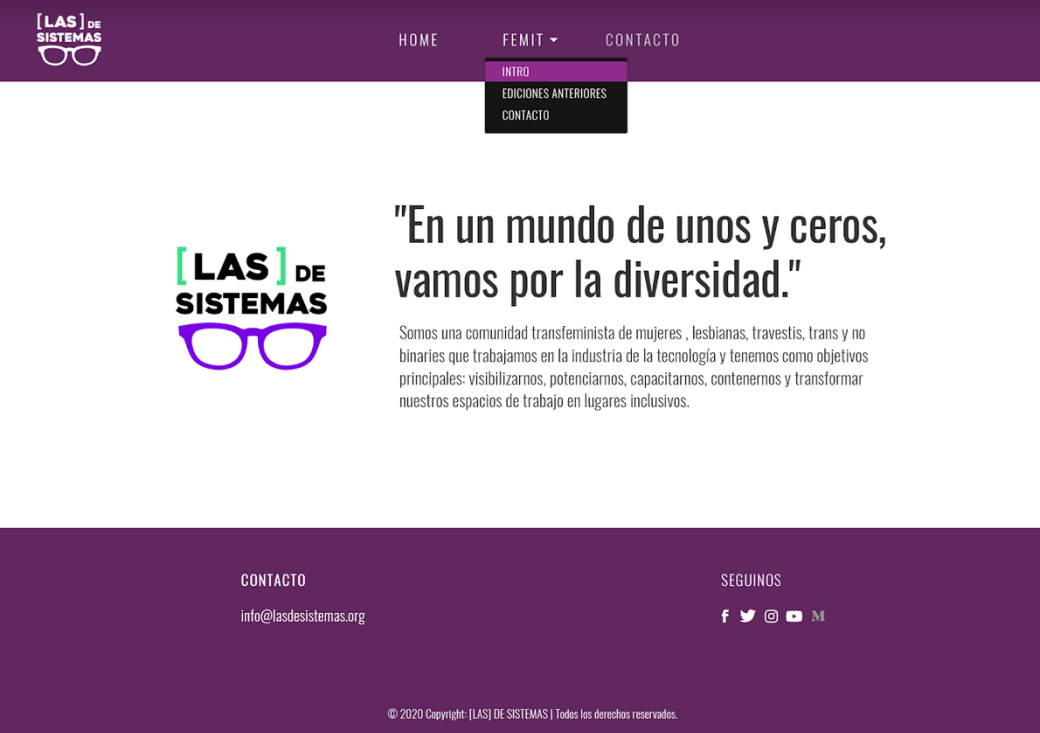 [LAS] DE
SISTEMAS
HOME
FEMIT
CONTACTO
INTRO
EDICIONES ANTERIORES
CONTACTO
[LAS] DE
SISTEMAS
"En un mundo de unos y ceros,
vamos por la diversidad."
Somos una comunidad transfeminista de mujeres , lesbianas, travestis, trans y no
binaries que trabajamos en la industria de la tecnología y tenemos como objetivos
principales: visibilizarnos, potenciarnos, capacitarnos, contenernos y transformar
nuestros espacios de trabajo en lugares inclusivos.
CONTACTO
info@lasdesistemas.org
SEGUINOS
© 2020 Copyright: [LAS] DE SISTEMAS | Todos los derechos reservados.